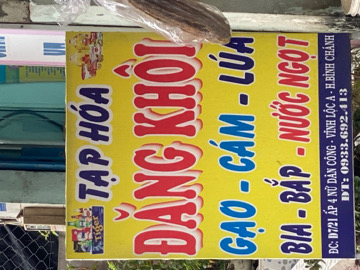 TẠP HÓA
ĐĂNG KHÔI
GẠO - CÁM - LÚA
BIA - BẮP - NƯỚC NGỌT
ĐC: D7/21 ẤP 4 NỮ DÂN CÔNG - VĨNH LỘC A - H.BÌNH CHÁNH
ĐT: 0933.692.413